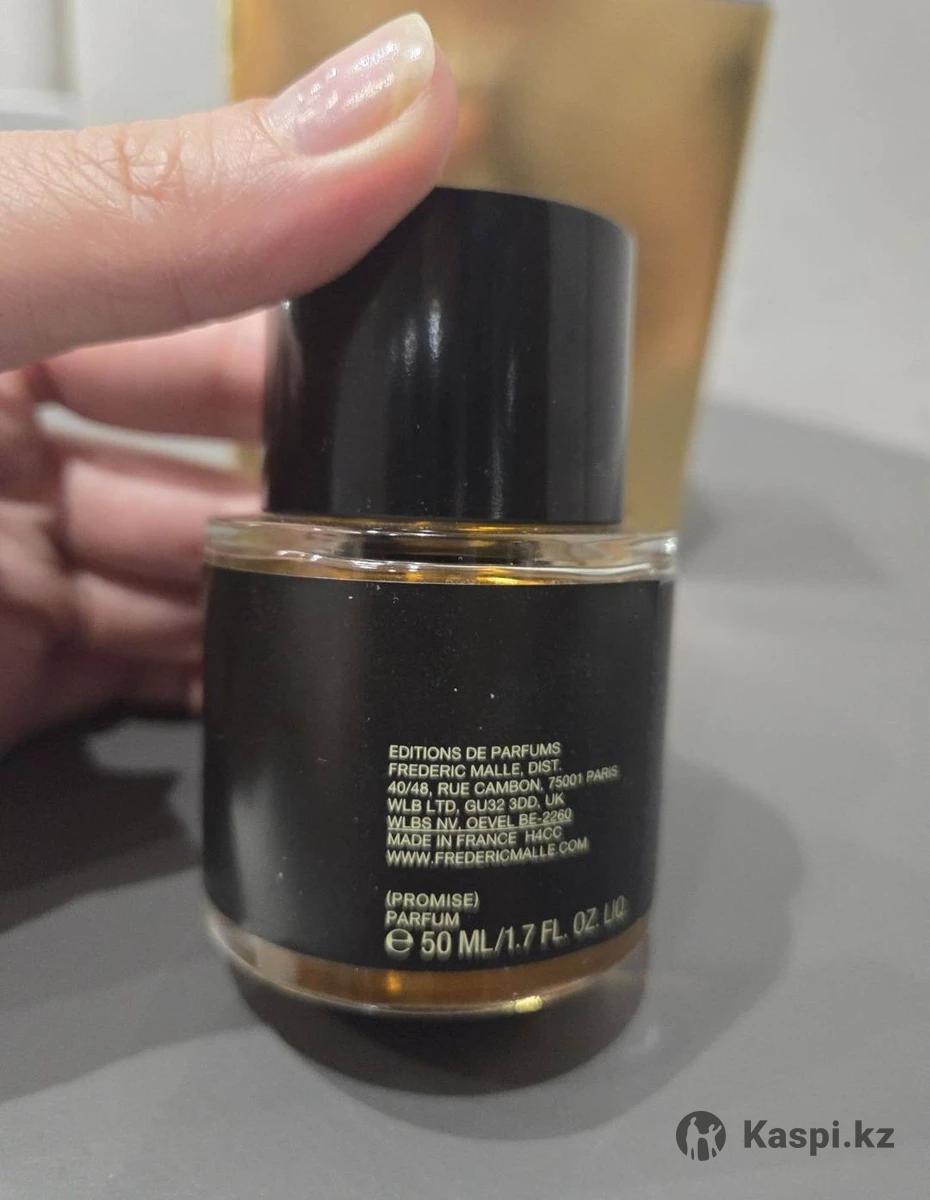 EDITIONS DE PARFUMS
FREDERIC MALLE, DIST.
40/48, RUE CAMBON, 75001 PARIS
WLB LTD, GU32 3DD, UK
WLBS NV, OEVEL BE-2260
MADE IN FRANCE H4CC
WWW.FREDERICMALLE.COM
(PROMISE)
PARFUM
℮ 50 ML/1.7 FL. OZ. LIQ.
Kaspi.kz